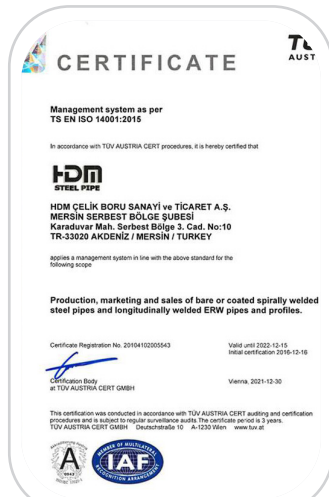 TÜ
AUST
CERTIFICATE
Management system as per
TS EN ISO 14001:2015
In accordance with TÜV AUSTRIA CERT procedures, it is hereby certified that
HDM
STEEL PIPE
HDM ÇELİK BORU SANAYİ ve TİCARET A.Ş.
MERSİN SERBEST BÖLGE ŞUBESİ
Karaduvar Mah. Serbest Bölge 3. Cad. No:10
TR-33020 AKDENİZ / MERSİN / TURKEY
applies a management system in line with the above standard for the
following scope
Production, marketing and sales of bare or coated spirally welded
steel pipes and longitudinally welded ERW pipes and profiles.
Certificate Registration No. 20104102005543
Valid until 2022-12-15
Initial certification 2016-12-16
Certification Body
at TÜV AUSTRIA CERT GMBH
Vienna, 2021-12-30
This certification was conducted in accordance with TÜV AUSTRIA CERT auditing and certification
procedures and is subject to regular surveillance audits. The certificate period is 3 years.
TÜV AUSTRIA CERT GMBH Deutschstraße 10 A-1230 Wien www.tuv.at
A
0943
MEMBER OF MULTILATERAL
IAF
RECOGNITION ARRANGEMENT